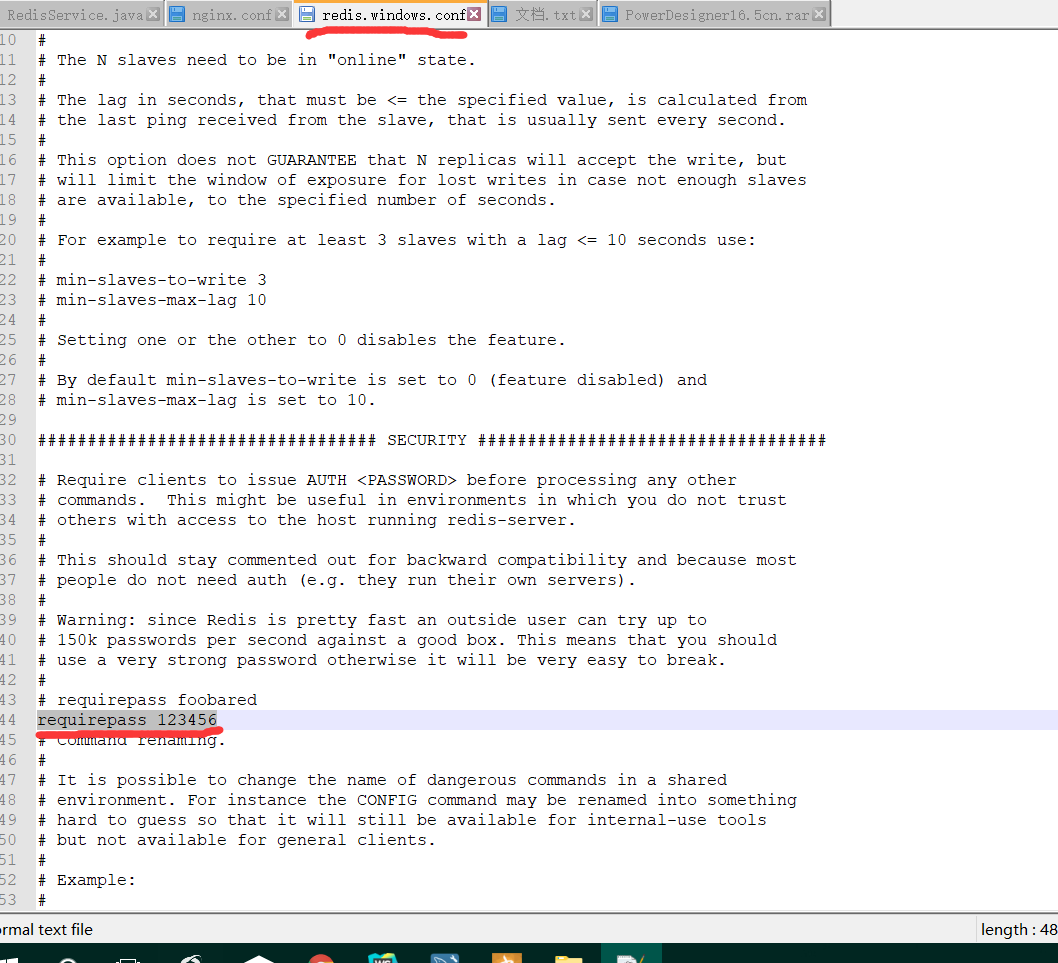 RedisService.java nginx.conf redis.windows.conf 文档.txt PowerDesigner16.5cn.rar
10 #
11 # The N slaves need to be in "online" state.
12 #
13 # The lag in seconds, that must be <= the specified value, is calculated from
14 # the last ping received from the slave, that is usually sent every second.
15 #
16 # This option does not GUARANTEE that N replicas will accept the write, but
17 # will limit the window of exposure for lost writes in case not enough slaves
18 # are available, to the specified number of seconds.
19 #
20 # For example to require at least 3 slaves with a lag <= 10 seconds use:
21 #
22 # min-slaves-to-write 3
23 # min-slaves-max-lag 10
24 #
25 # Setting one or the other to 0 disables the feature.
26 #
27 # By default min-slaves-to-write is set to 0 (feature disabled) and
28 # min-slaves-max-lag is set to 10.
29
30 ################################## SECURITY ###################################
31
32 # Require clients to issue AUTH <PASSWORD> before processing any other
33 # commands.  This might be useful in environments in which you do not trust
34 # others with access to the host running redis-server.
35 #
36 # This should stay commented out for backward compatibility and because most
37 # people do not need auth (e.g. they run their own servers).
38 #
39 # Warning: since Redis is pretty fast an outside user can try up to
40 # 150k passwords per second against a good box. This means that you should
41 # use a very strong password otherwise it will be very easy to break.
42 #
43 # requirepass foobared
44 requirepass 123456
45 # Command renaming.
46 #
47 # It is possible to change the name of dangerous commands in a shared
48 # environment. For instance the CONFIG command may be renamed into something
49 # hard to guess so that it will still be available for internal-use tools
50 # but not available for general clients.
51 #
52 # Example:
53 #
ormal text file length : 48